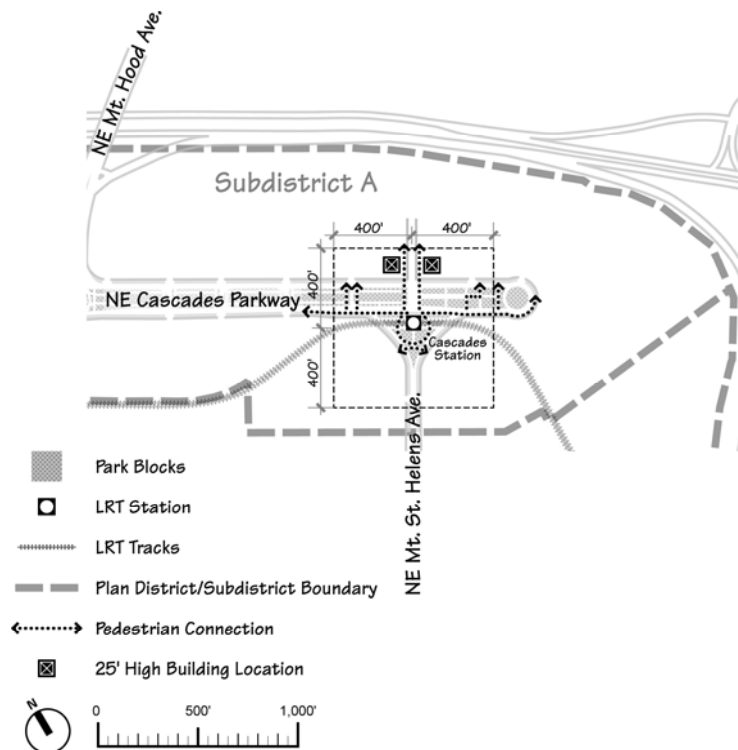 NE Mt. Hood Ave.
Subdistrict A
400' 400'
400'
NE Cascades Parkway
Cascades
Station
400'
NE Mt. St. Helens Ave.
Park Blocks
LRT Station
LRT Tracks
Plan District/Subdistrict Boundary
Pedestrian Connection
25' High Building Location
N
0 500' 1,000'